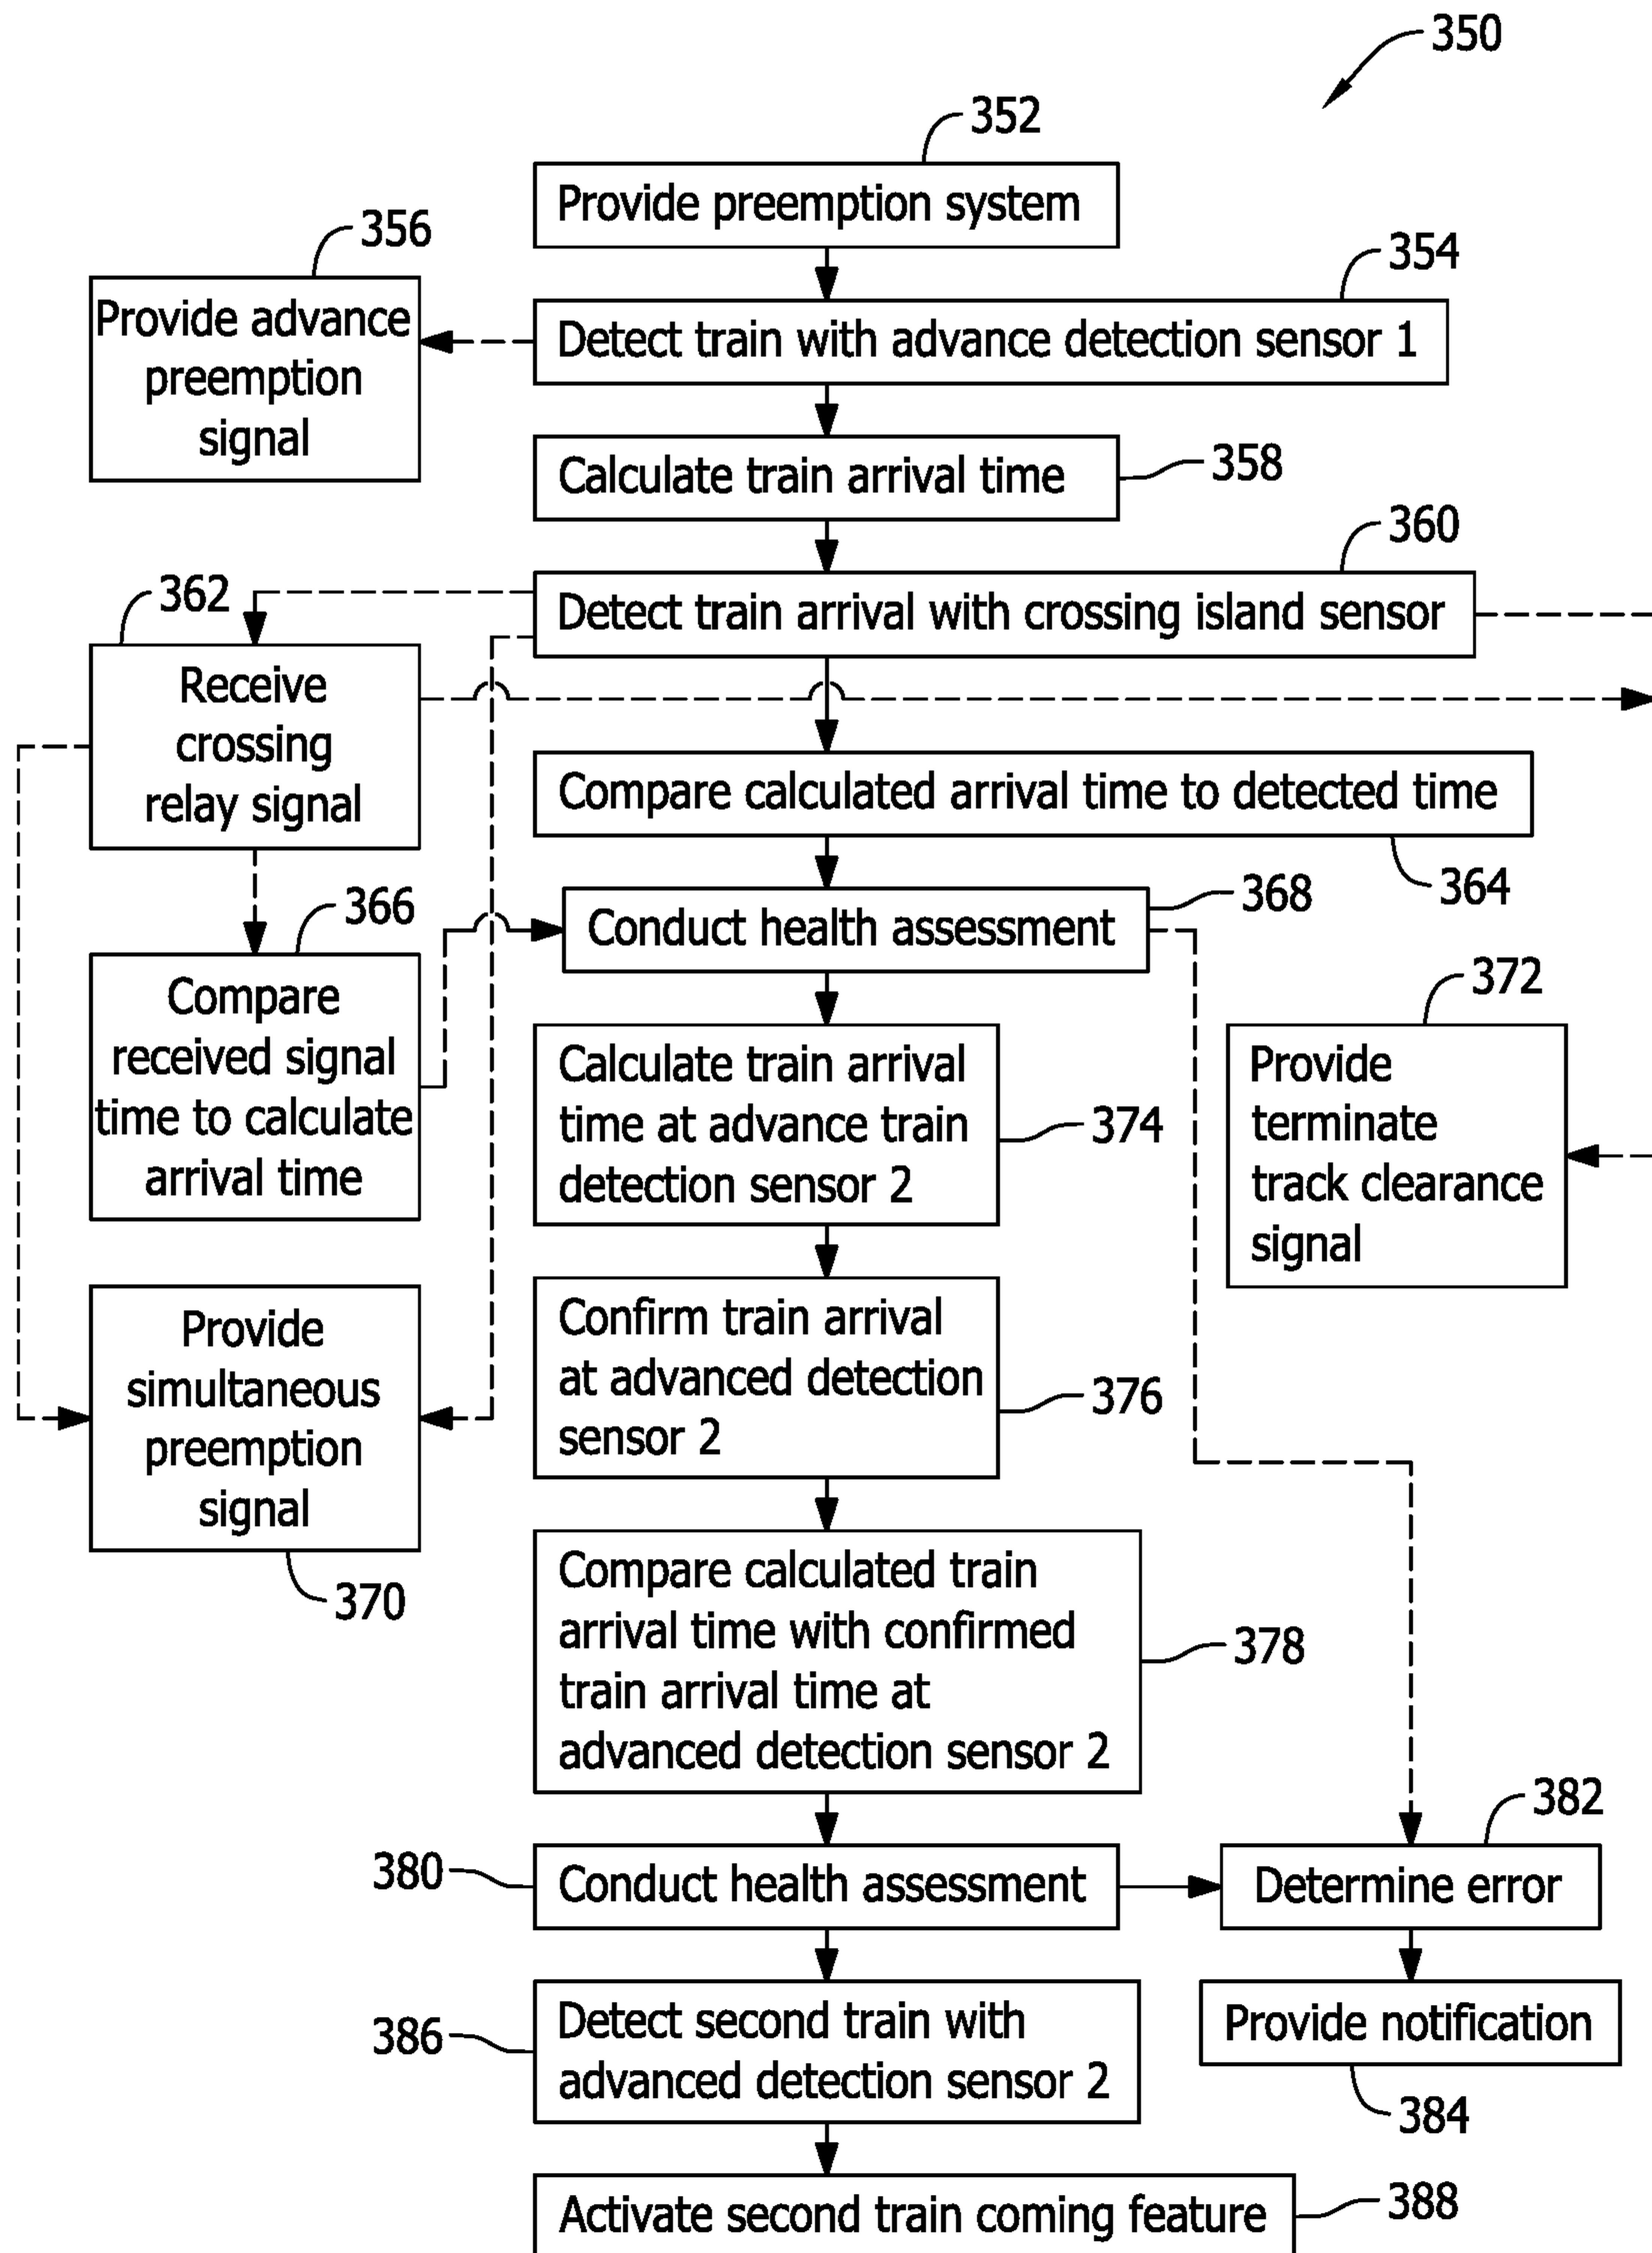 350
352
Provide preemption system
356
354
Provide advance
preemption
signal
Detect train with advance detection sensor 1
Calculate train arrival time
358
360
362
Detect train arrival with crossing island sensor
Receive
crossing
relay signal
Compare calculated arrival time to detected time
364
366
368
Conduct health assessment
Compare
received signal
time to calculate
arrival time
372
Provide
terminate
track clearance
signal
Calculate train arrival
time at advance train
detection sensor 2
374
Provide
simultaneous
preemption
signal
370
Confirm train arrival
at advanced detection
sensor 2
376
Compare calculated train
arrival time with confirmed
train arrival time at
advanced detection sensor 2
378
382
380
Conduct health assessment
Determine error
386
Detect second train with
advanced detection sensor 2
Provide notification
384
Activate second train coming feature
388